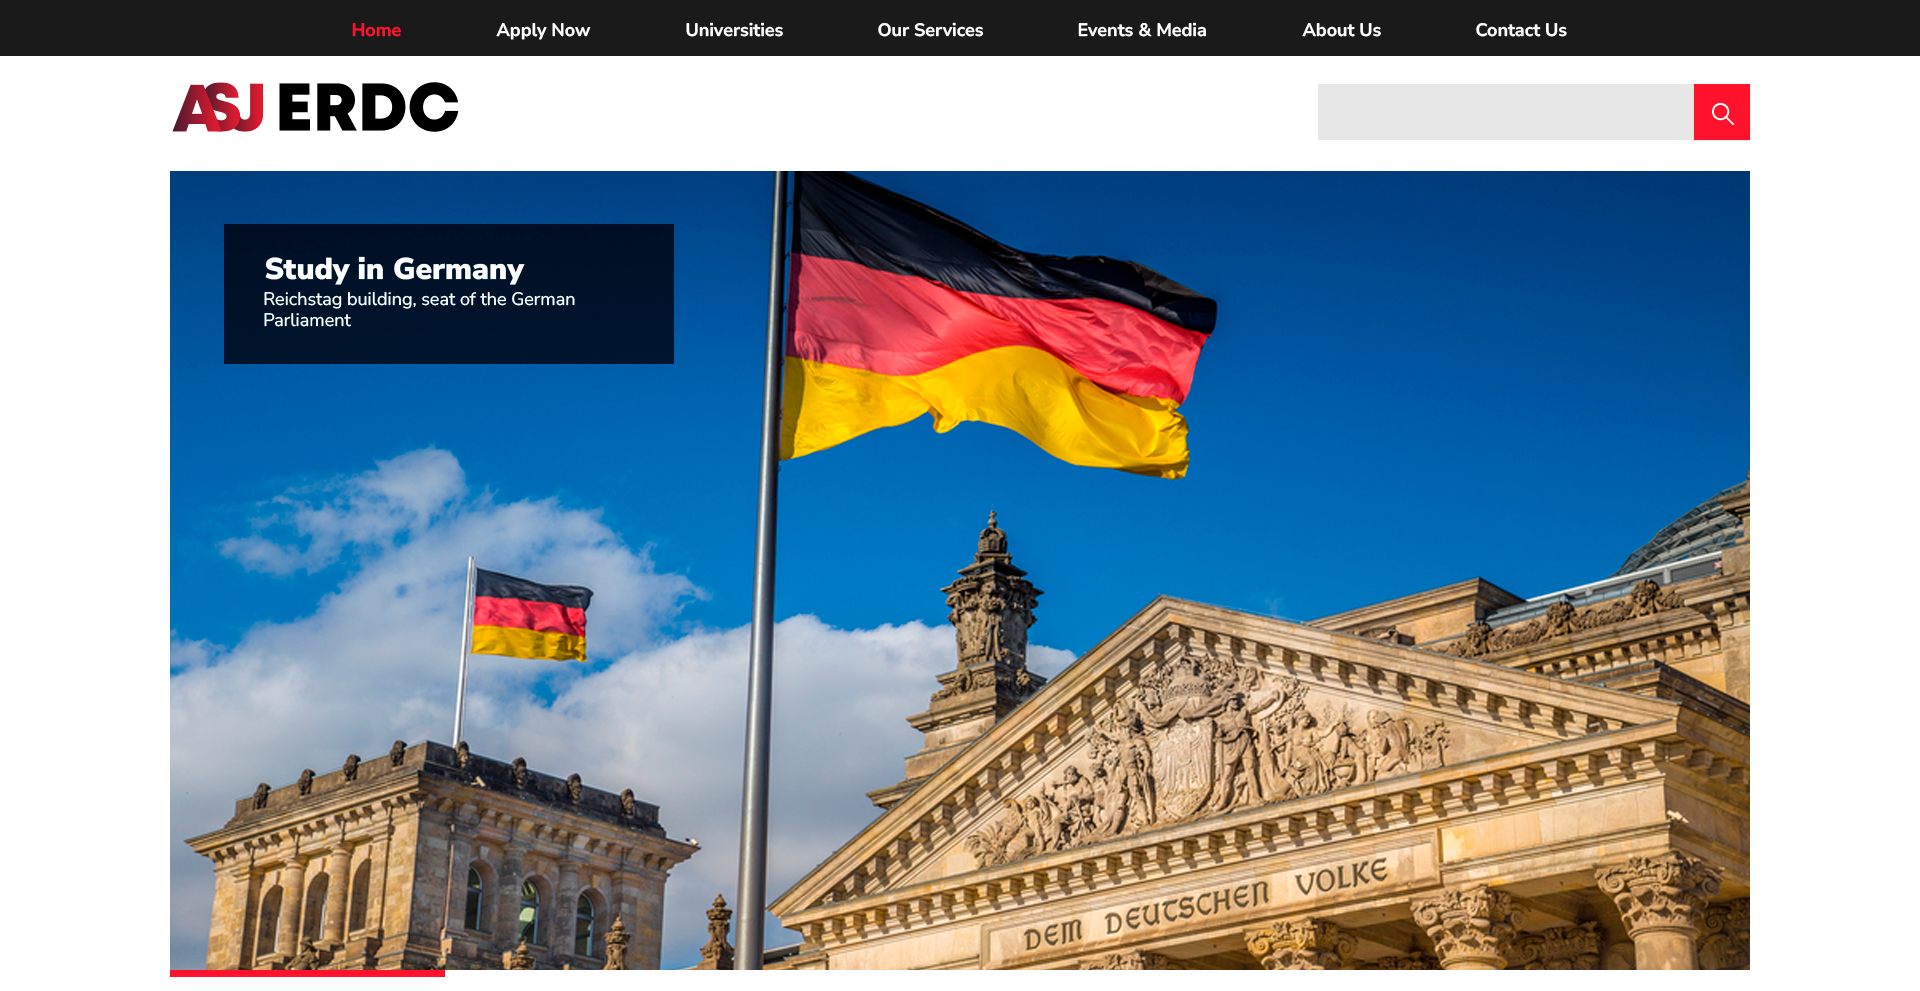 Home Apply Now Universities Our Services Events & Media About Us Contact Us
ASJ ERDC
Study in Germany
Reichstag building, seat of the German
Parliament
DEM DEUTSCHEN VOLKE